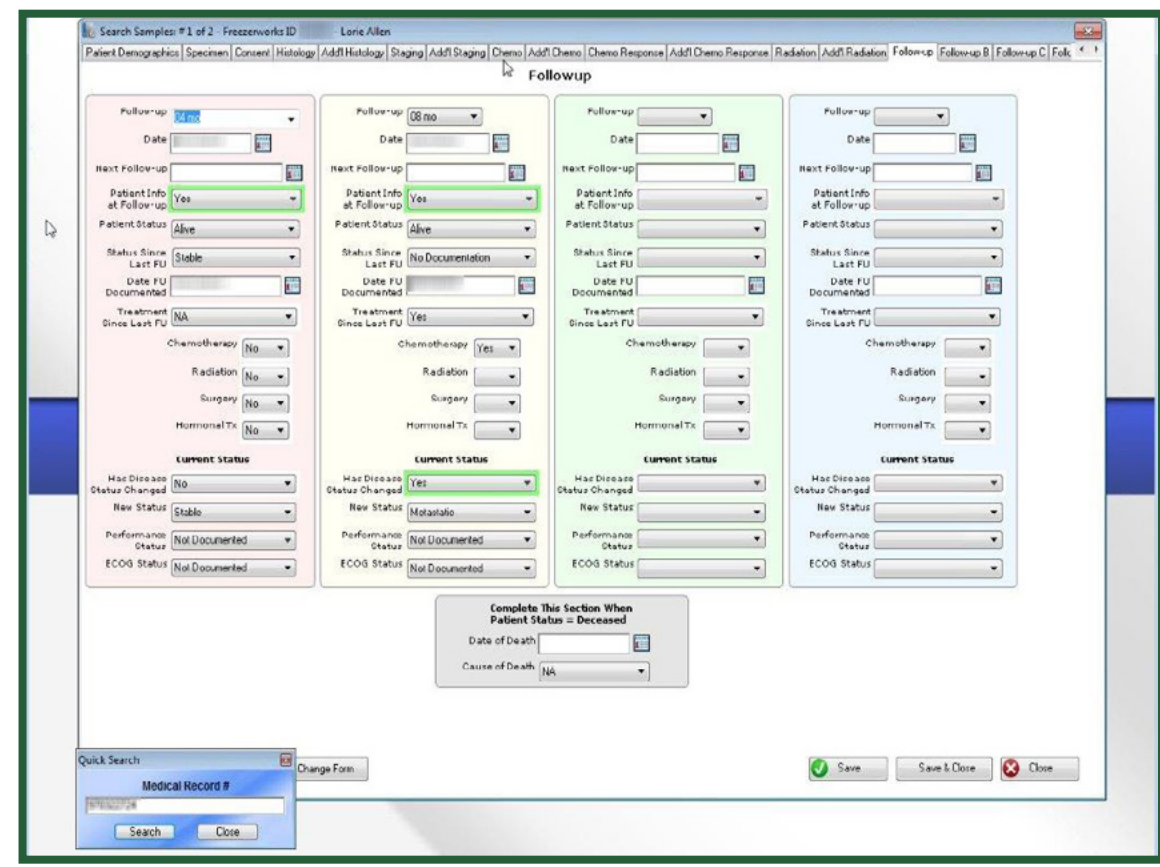 Search Samples: # 1 of 2 - Freezerworks ID - Lorie Allen
Patient Demographics Specimen Consent Histology Add'l Histology Staging Add'l Staging Chemo Add'l Chemo Chemo Response Add'l Chemo Response Radiation Add'l Radiation Follow-up Follow-up B Follow-up C
Followup
Follow-up 04 mo Follow-up 08 mo Follow-up Follow-up
Date Date Date Date
Next Follow-up Next Follow-up Next Follow-up Next Follow-up
Patient Info Patient Info Patient Info Patient Info
at Follow-up Yes at Follow-up Yes at Follow-up at Follow-up
Patient Status Alive Patient Status Alive Patient Status Patient Status
Status Since Status Since Status Since Status Since
Last FU Stable Last FU No Documentation Last FU Last FU
Date FU Date FU Date FU Date FU
Documented Documented Documented Documented
Treatment Treatment Treatment Treatment
Since Last FU NA Since Last FU Yes Since Last FU Since Last FU
Chemotherapy No Chemotherapy Yes Chemotherapy Chemotherapy
Radiation No Radiation Radiation Radiation
Surgery No Surgery Surgery Surgery
Hormonal Tx No Hormonal Tx Hormonal Tx Hormonal Tx
Current Status Current Status Current Status Current Status
Has Disease Has Disease Has Disease Has Disease
Status Changed No Status Changed Yes Status Changed Status Changed
New Status Stable New Status Metastatic New Status New Status
Performance Performance Performance Performance
Status Not Documented Status Not Documented Status Status
ECOG Status Not Documented ECOG Status Not Documented ECOG Status ECOG Status
Complete This Section When
Patient Status = Deceased
Date of Death
Cause of Death NA
Quick Search
Medical Record #
Search Close
Change Form Save Save & Close Close